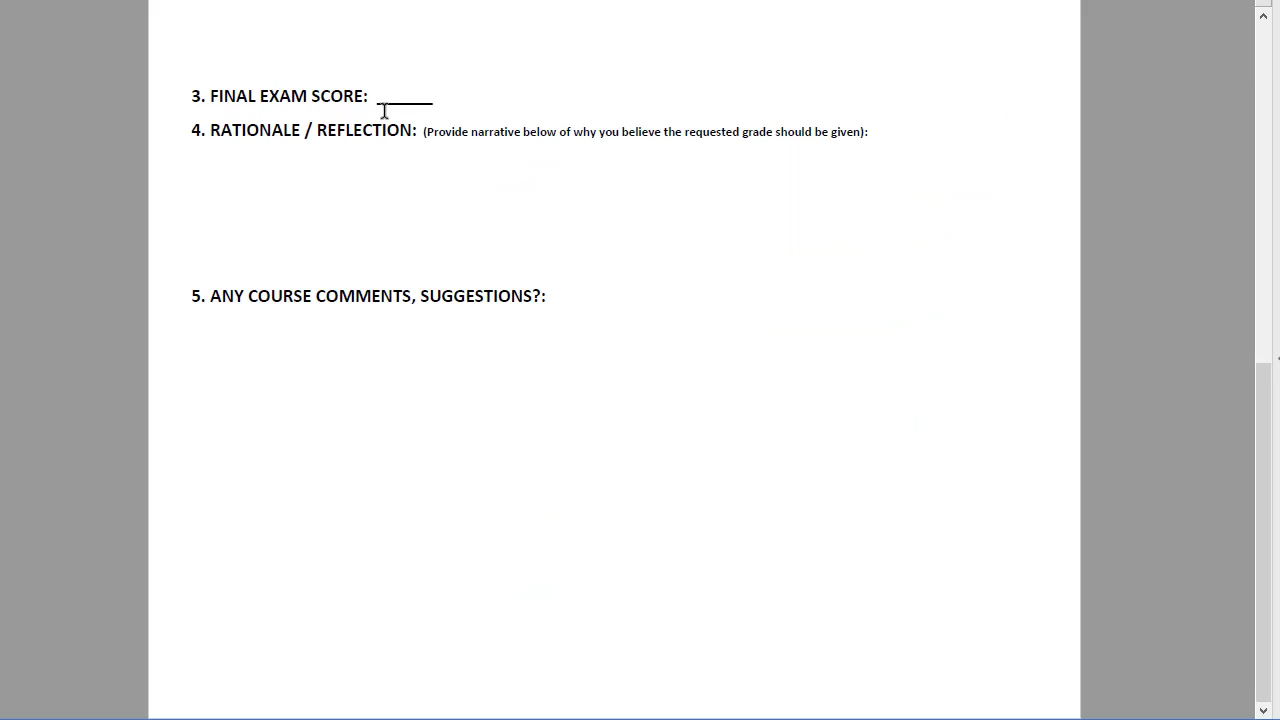 3. FINAL EXAM SCORE: ______
4. RATIONALE / REFLECTION: (Provide narrative below of why you believe the requested grade should be given):
5. ANY COURSE COMMENTS, SUGGESTIONS?: